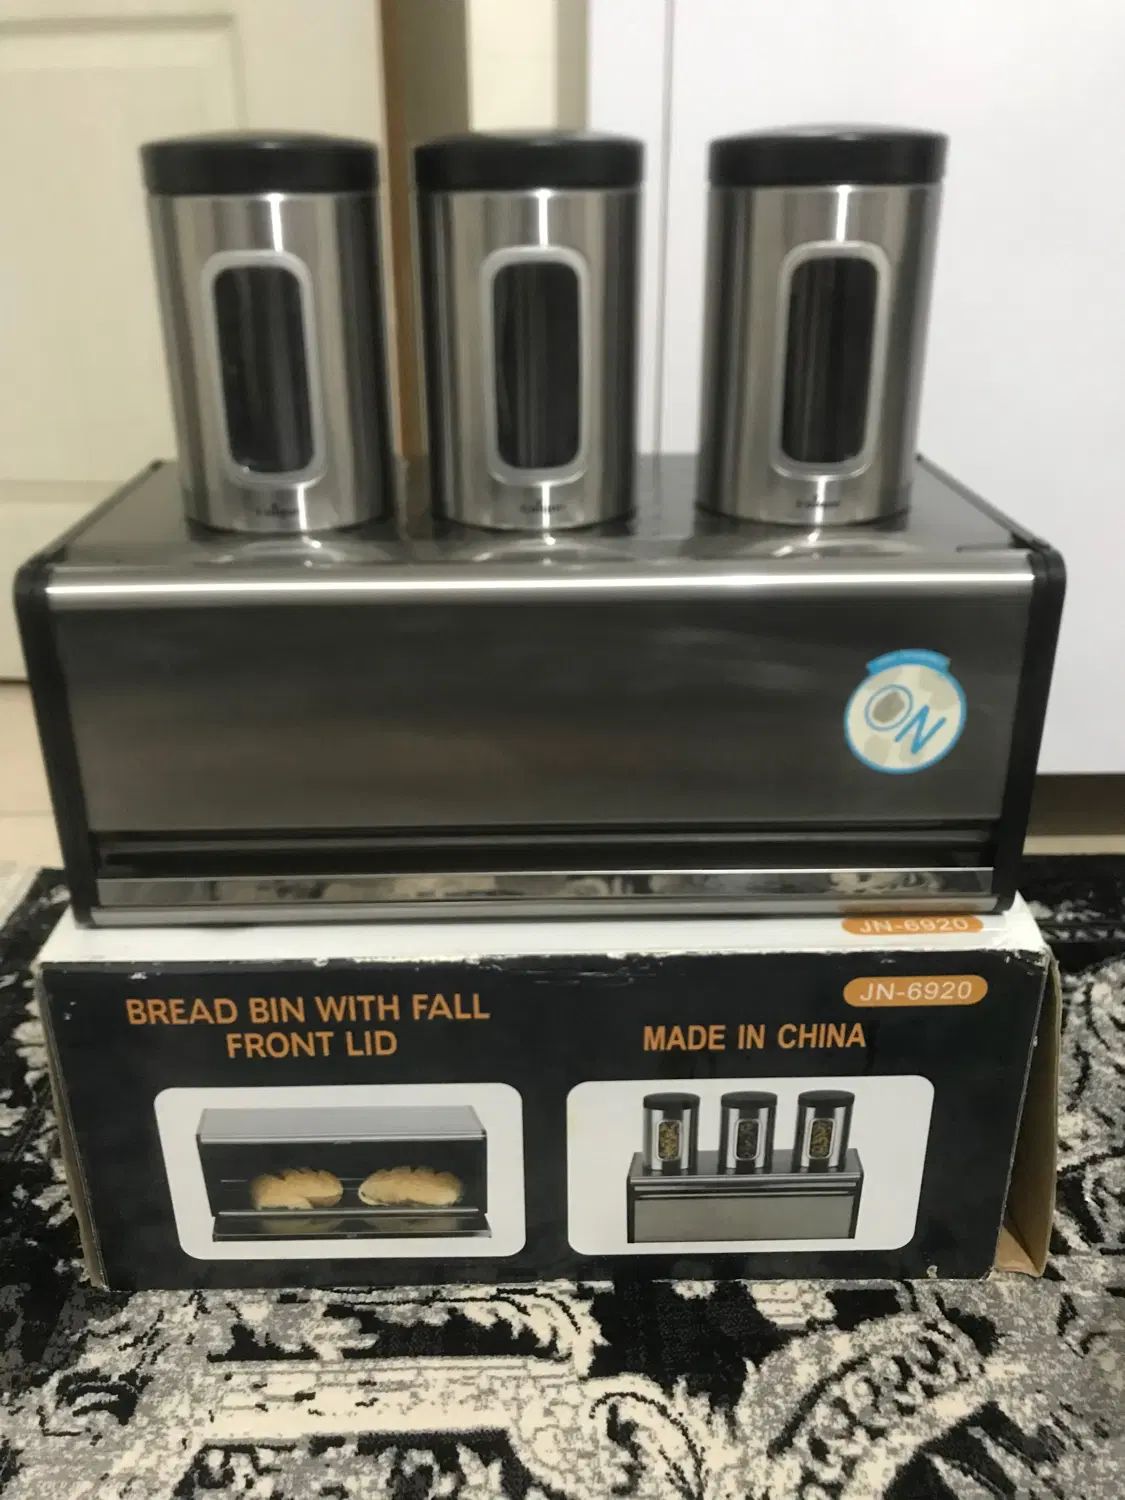 ON
JN-6920
JN-6920
BREAD BIN WITH FALL
FRONT LID
MADE IN CHINA